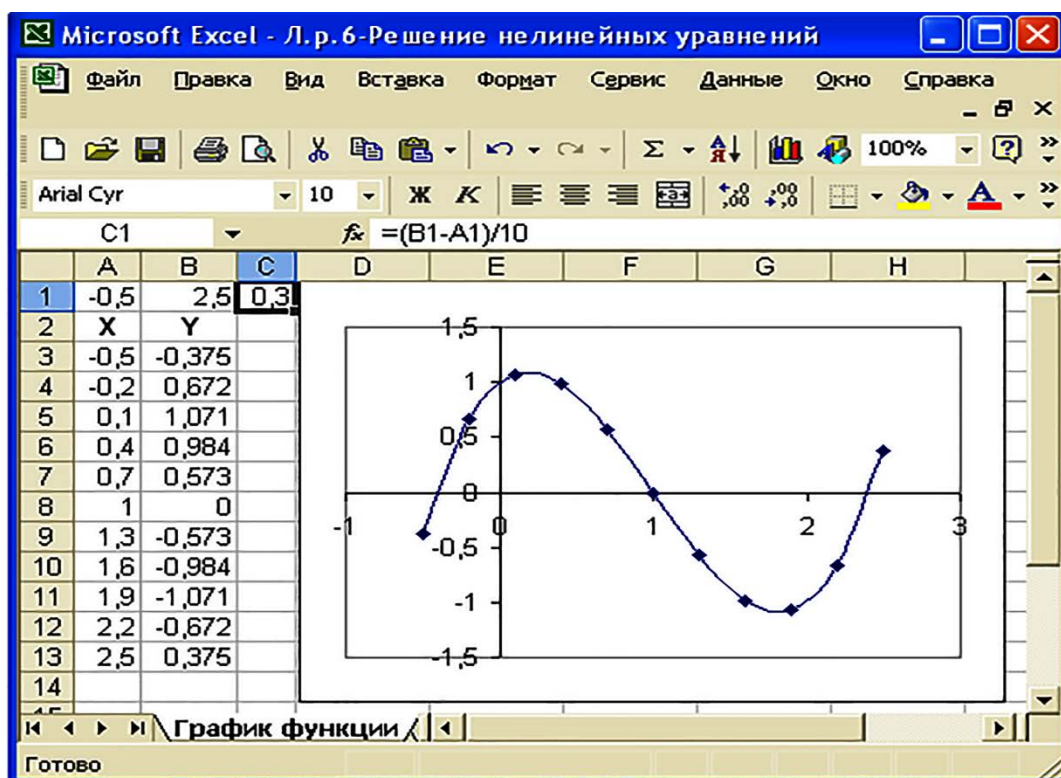 Microsoft Excel - Л.р.6-Решение нелинейных уравнений
Файл Правка Вид Вставка Формат Сервис Данные Окно Справка
100%
Arial Cyr 10 Ж К
C1 fx =(B1-A1)/10
A B C D E F G H
1 -0,5 2,5 0,3
2 X Y
3 -0,5 -0,375
4 -0,2 0,672
5 0,1 1,071
6 0,4 0,984
7 0,7 0,573
8 1 0
9 1,3 -0,573
10 1,6 -0,984
11 1,9 -1,071
12 2,2 -0,672
13 2,5 0,375
14
1,5
1
0,5
0
-1 0 1 2 3
-0,5
-1
-1,5
График функции
Готово